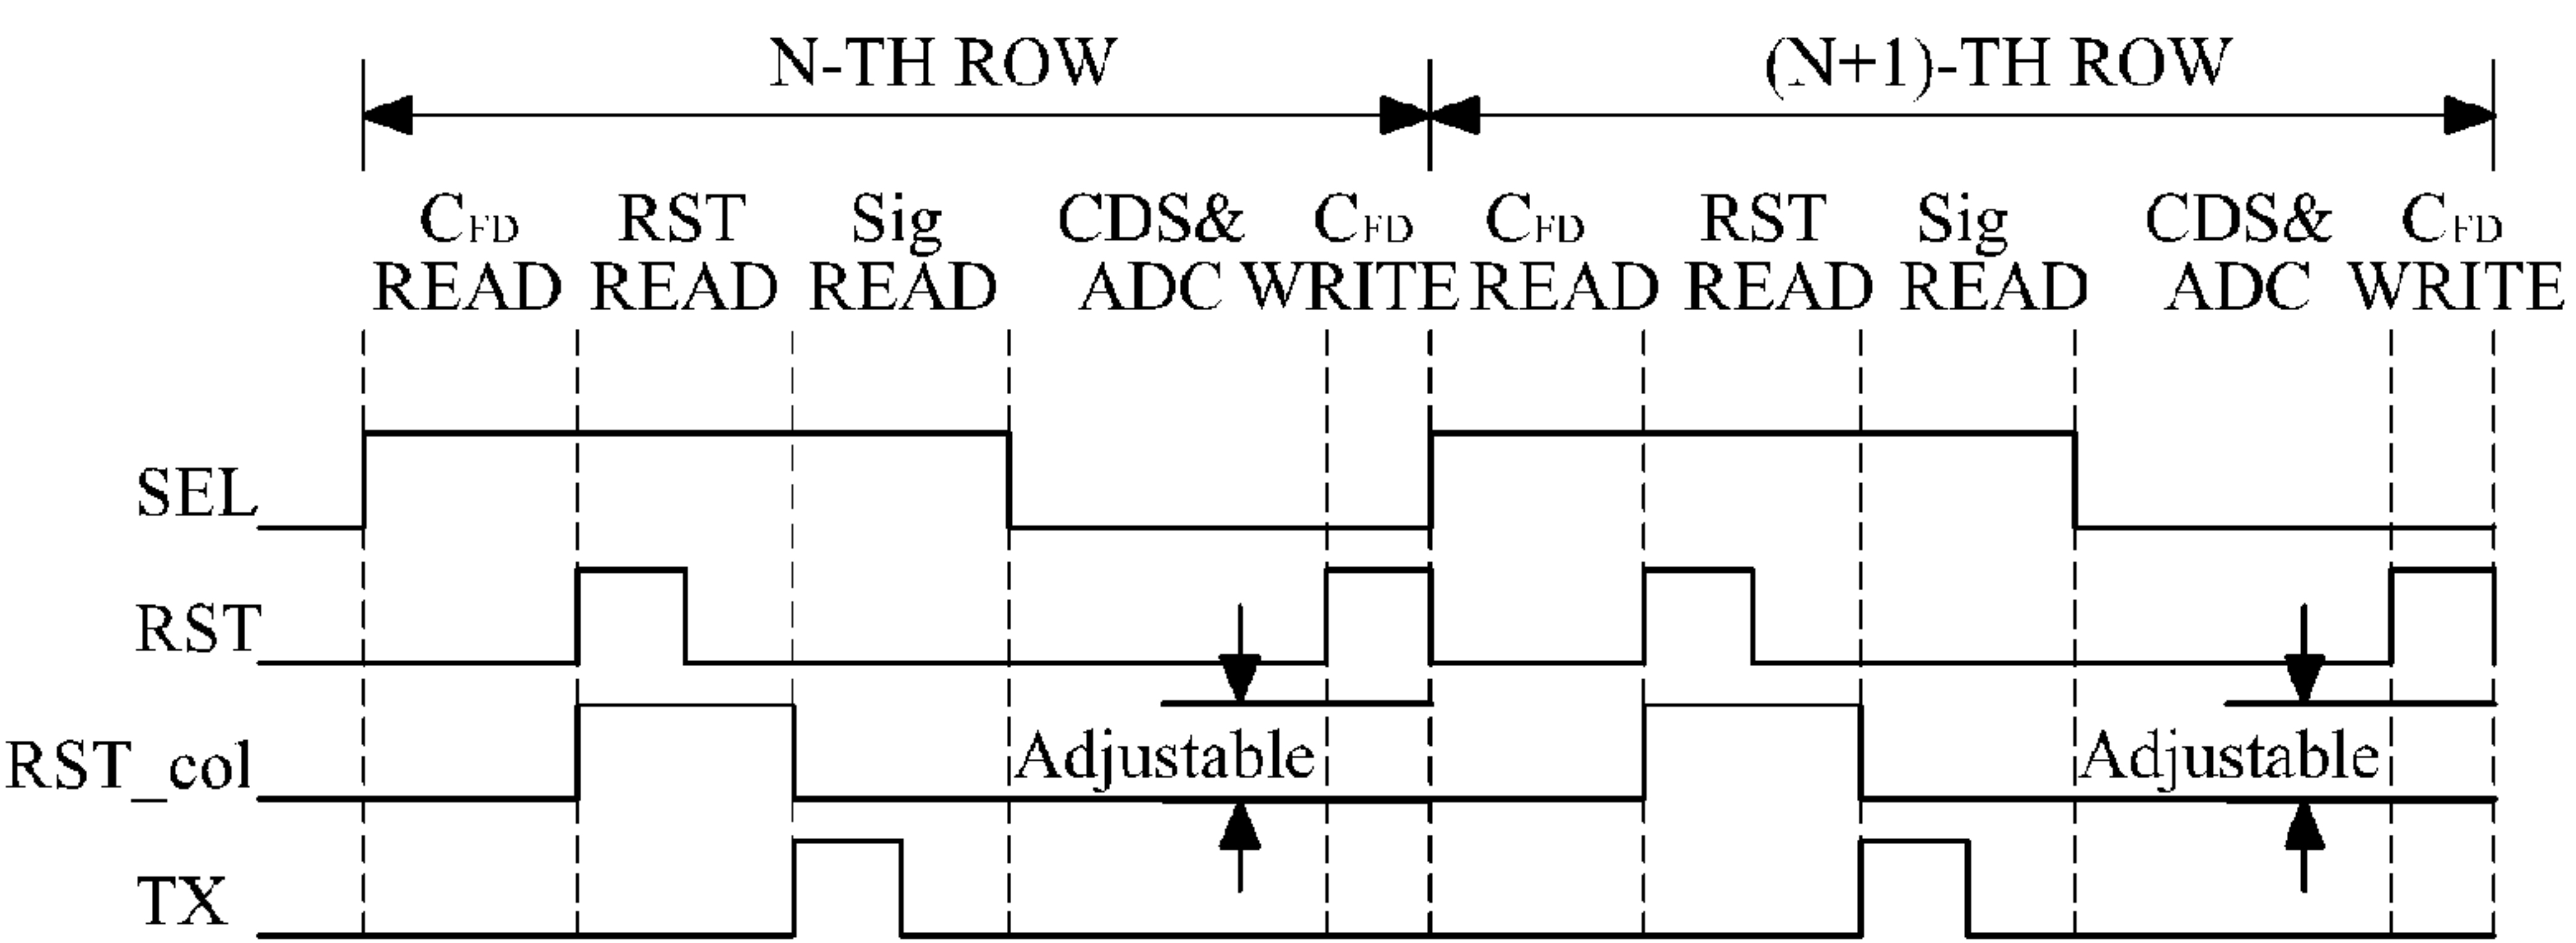 N-TH ROW (N+1)-TH ROW
CFD RST Sig CDS& CFD CFD RST Sig CDS& CFD
READ READ READ ADC WRITE READ READ READ ADC WRITE
SEL
RST
RST_col Adjustable Adjustable
TX